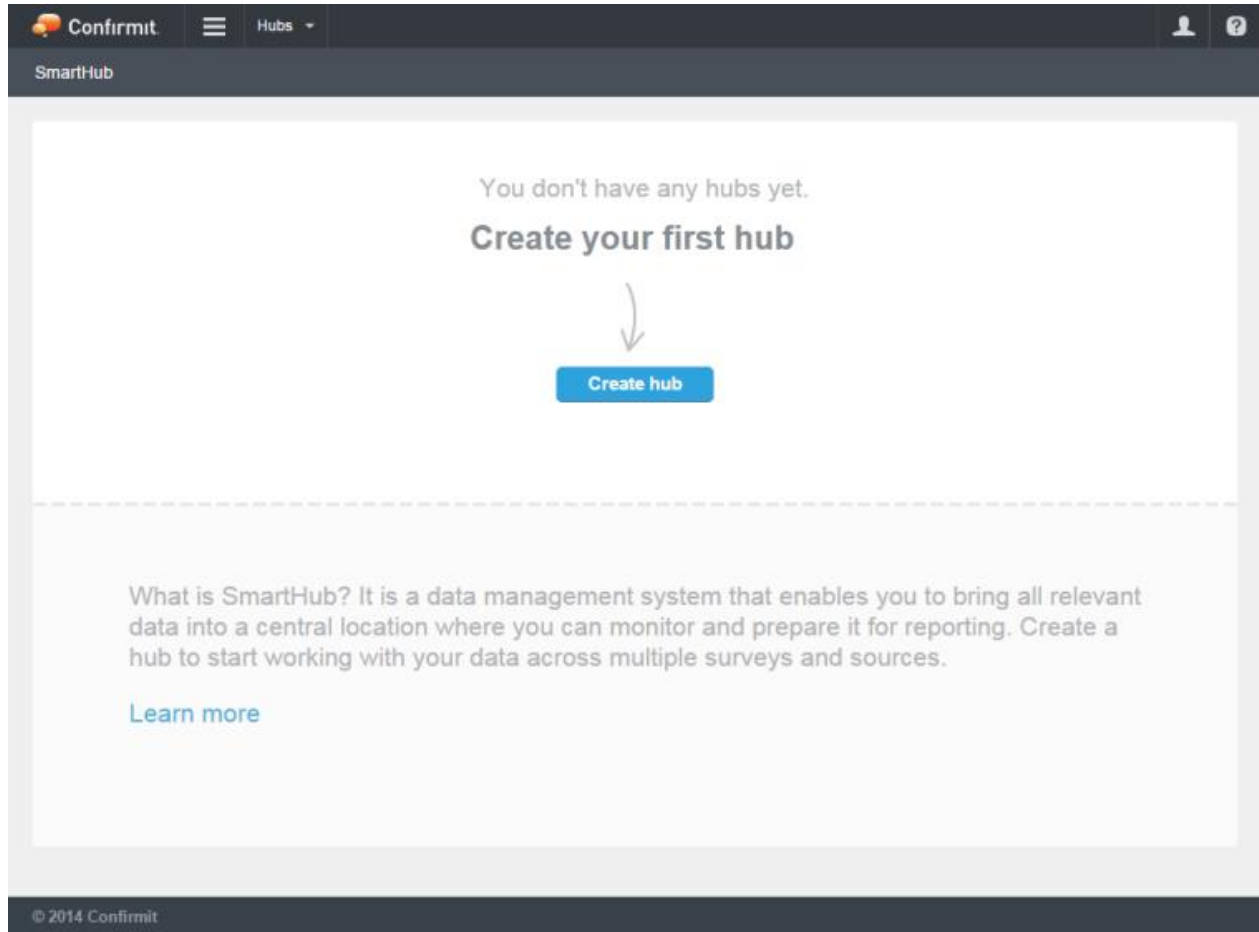 Confirmit.
Hubs
SmartHub
You don't have any hubs yet.
Create your first hub
Create hub
What is SmartHub? It is a data management system that enables you to bring all relevant
data into a central location where you can monitor and prepare it for reporting. Create a
hub to start working with your data across multiple surveys and sources.
Learn more
© 2014 Confirmit